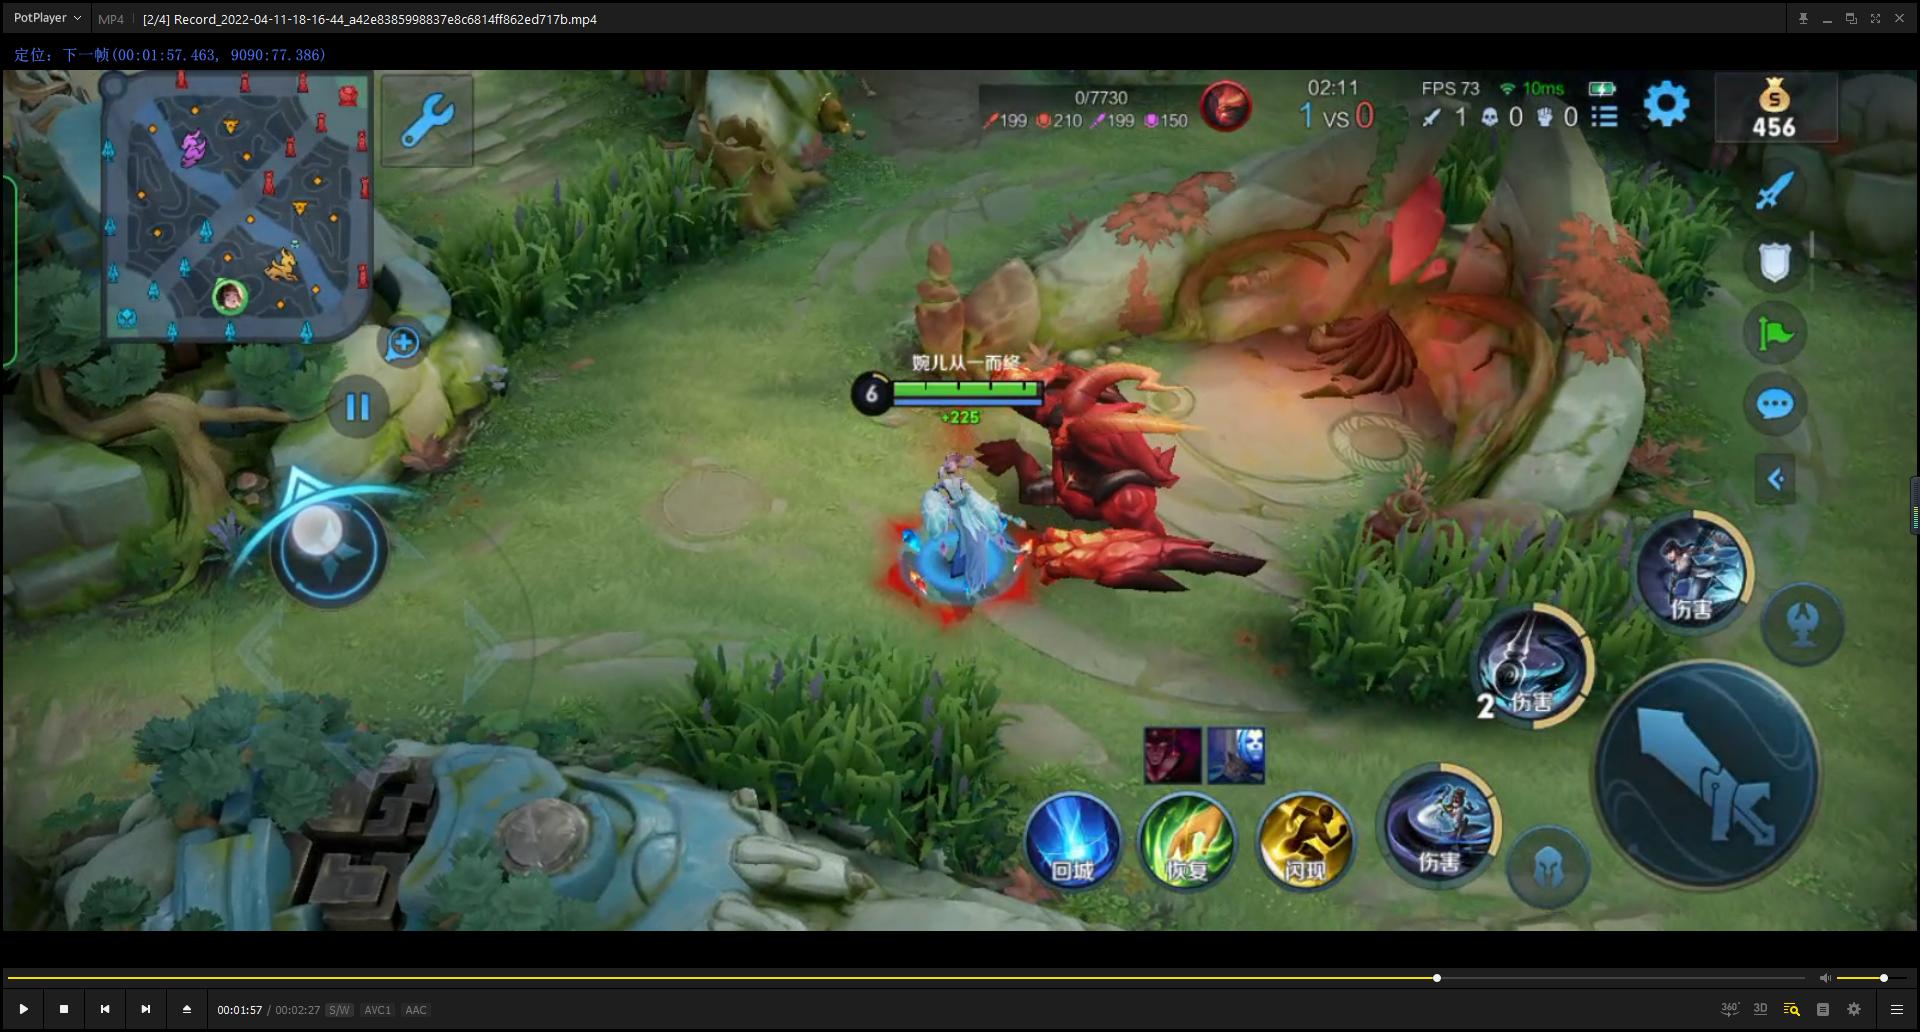 PotPlayer
MP4
[2/4] Record_2022-04-11-18-16-44_a42e8385998837e8c6814ff862ed717b.mp4
定位: 下一帧(00:01:57.463, 9090:77.386)
0/7730
199 210 199 150
02:11
1 VS 0
FPS 73
10ms
1 0 0
456
婉儿从一而终
6
+225
伤害
2 伤害
伤害
回城
恢复
闪现
00:01:57 / 00:02:27 S/W AVC1 AAC
360°
3D